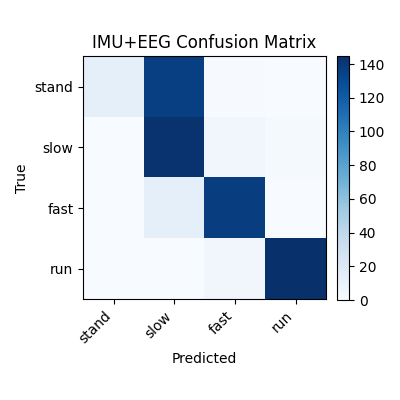 IMU+EEG Confusion Matrix
stand
slow
fast
run
True
stand
slow
fast
run
Predicted
140
120
100
80
60
40
20
0